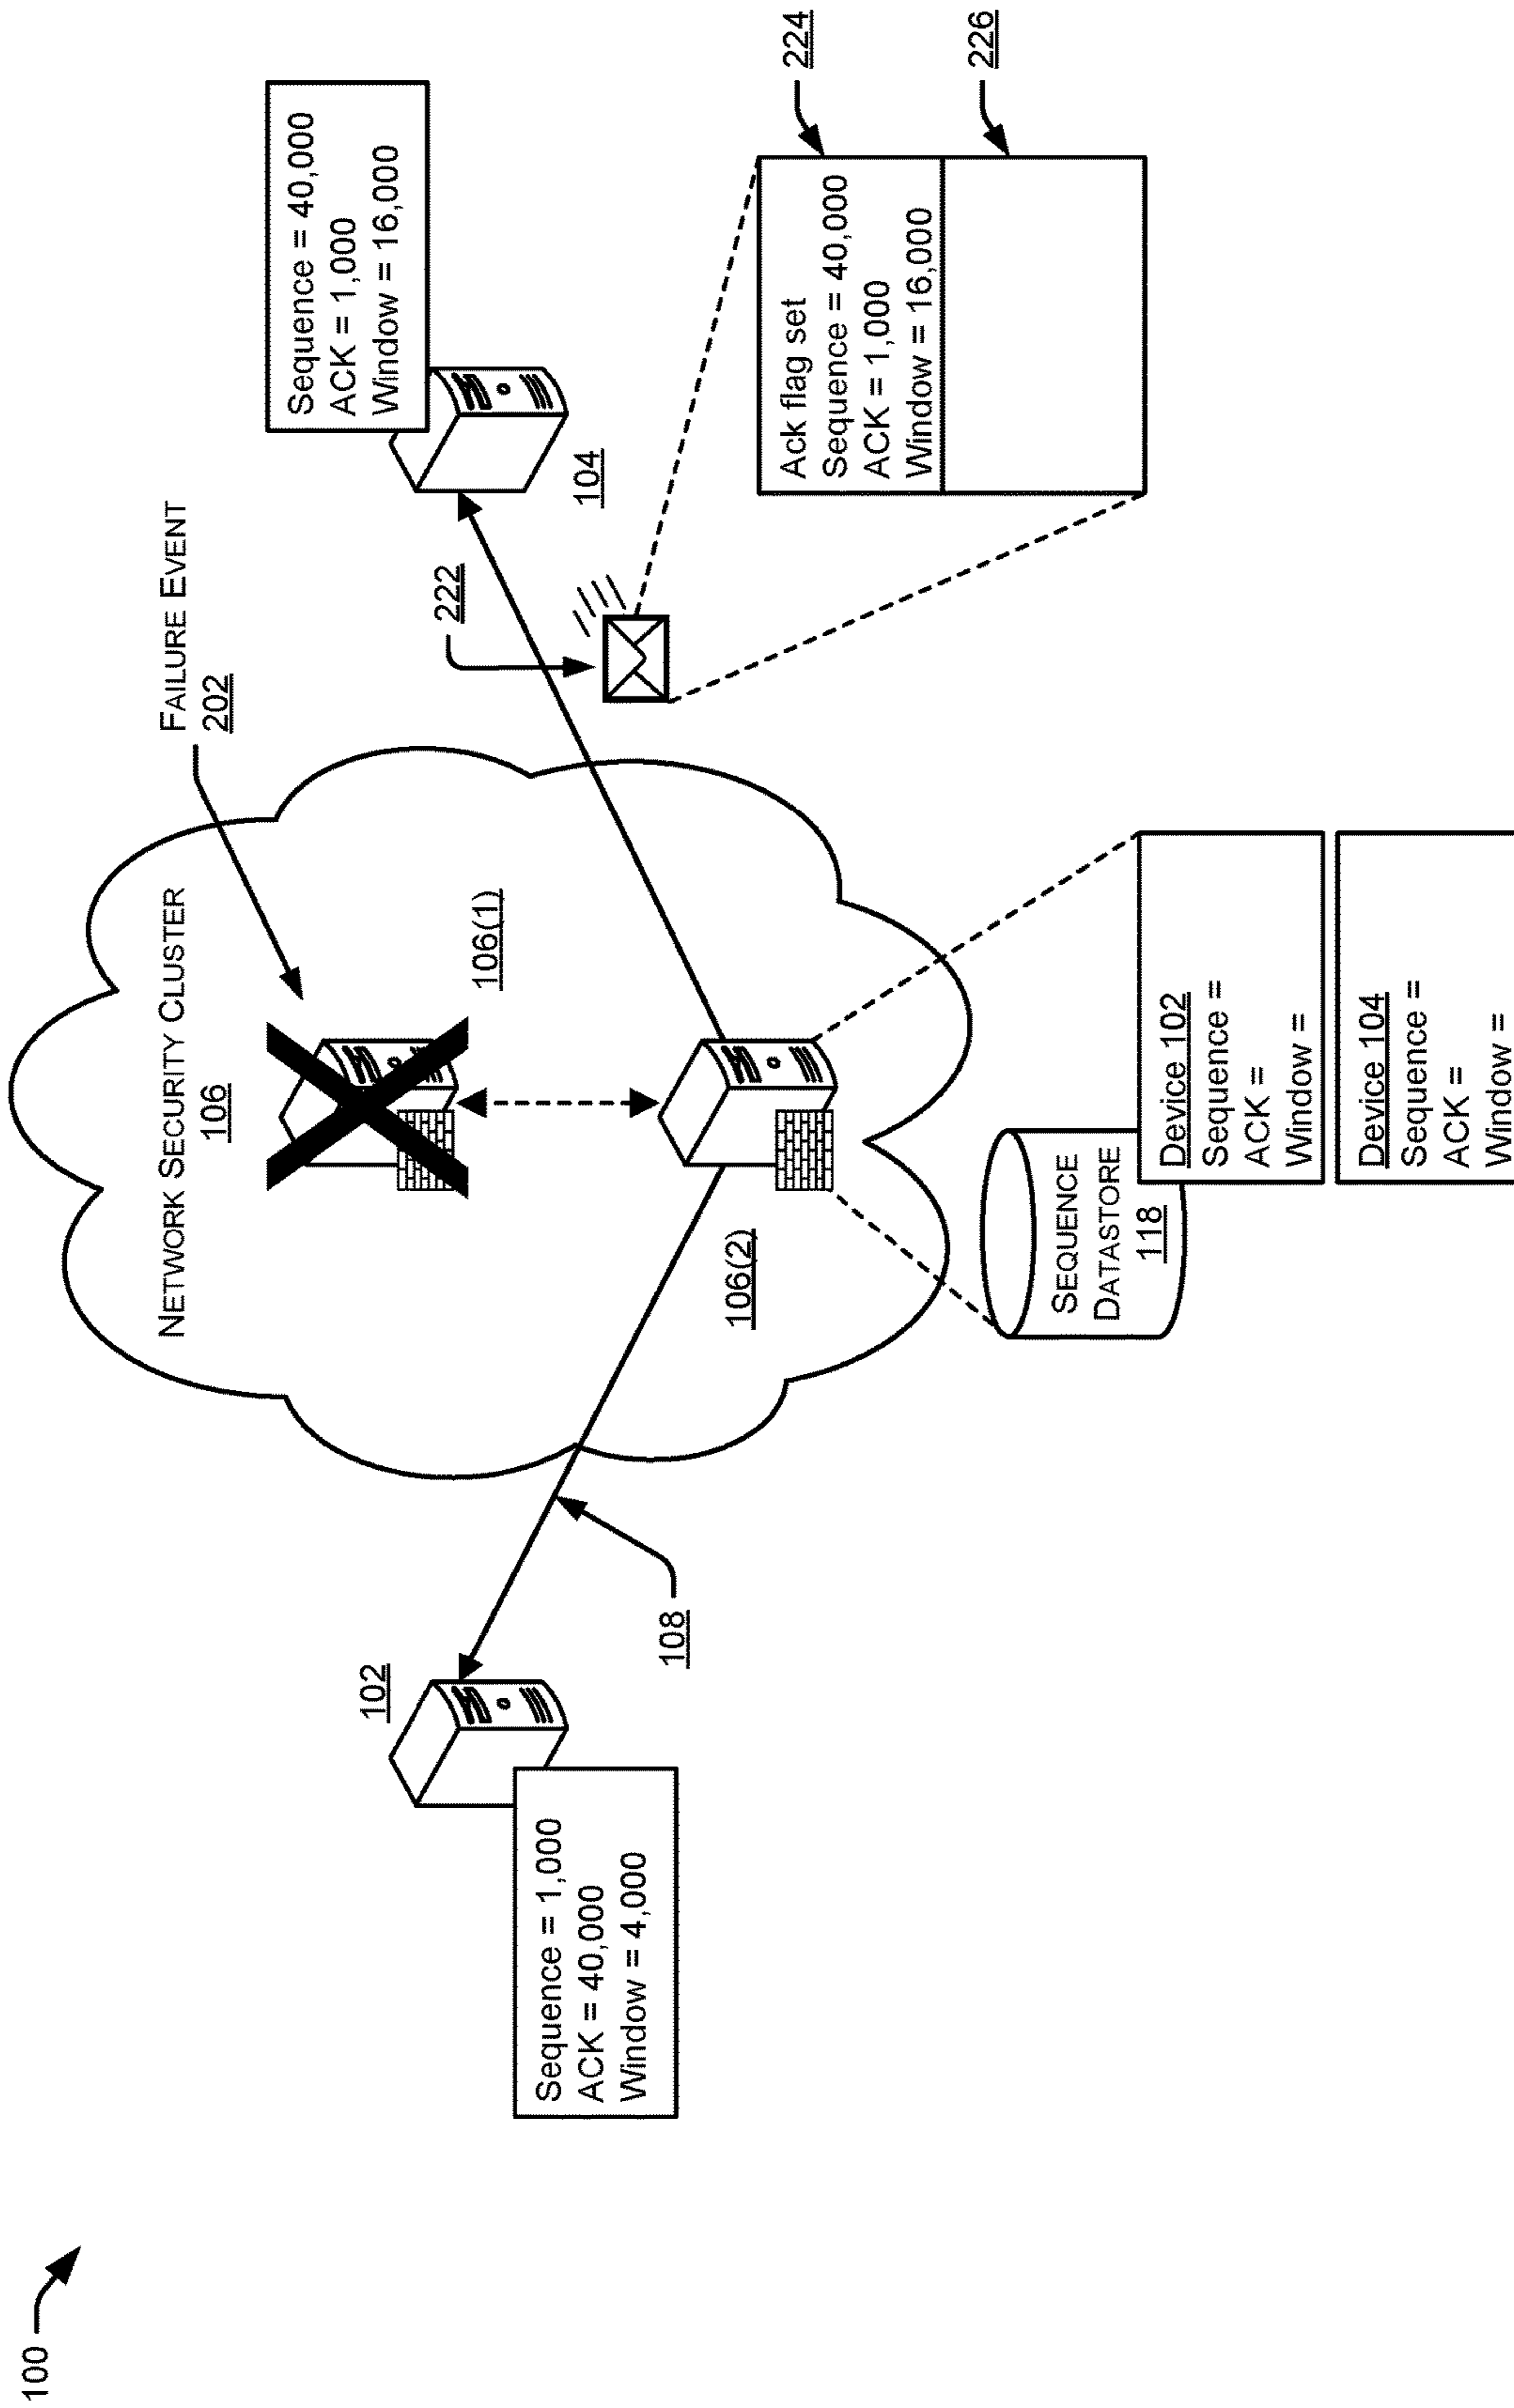 100
NETWORK SECURITY CLUSTER
106
FAILURE EVENT
202
106(1)
102
Sequence = 1,000
ACK = 40,000
Window = 4,000
108
106(2)
Sequence = 40,000
ACK = 1,000
Window = 16,000
104
222
Ack flag set
Sequence = 40,000
ACK = 1,000
Window = 16,000
224
226
SEQUENCE
DATASTORE
118
Device 102
Sequence =
ACK =
Window =
Device 104
Sequence =
ACK =
Window =